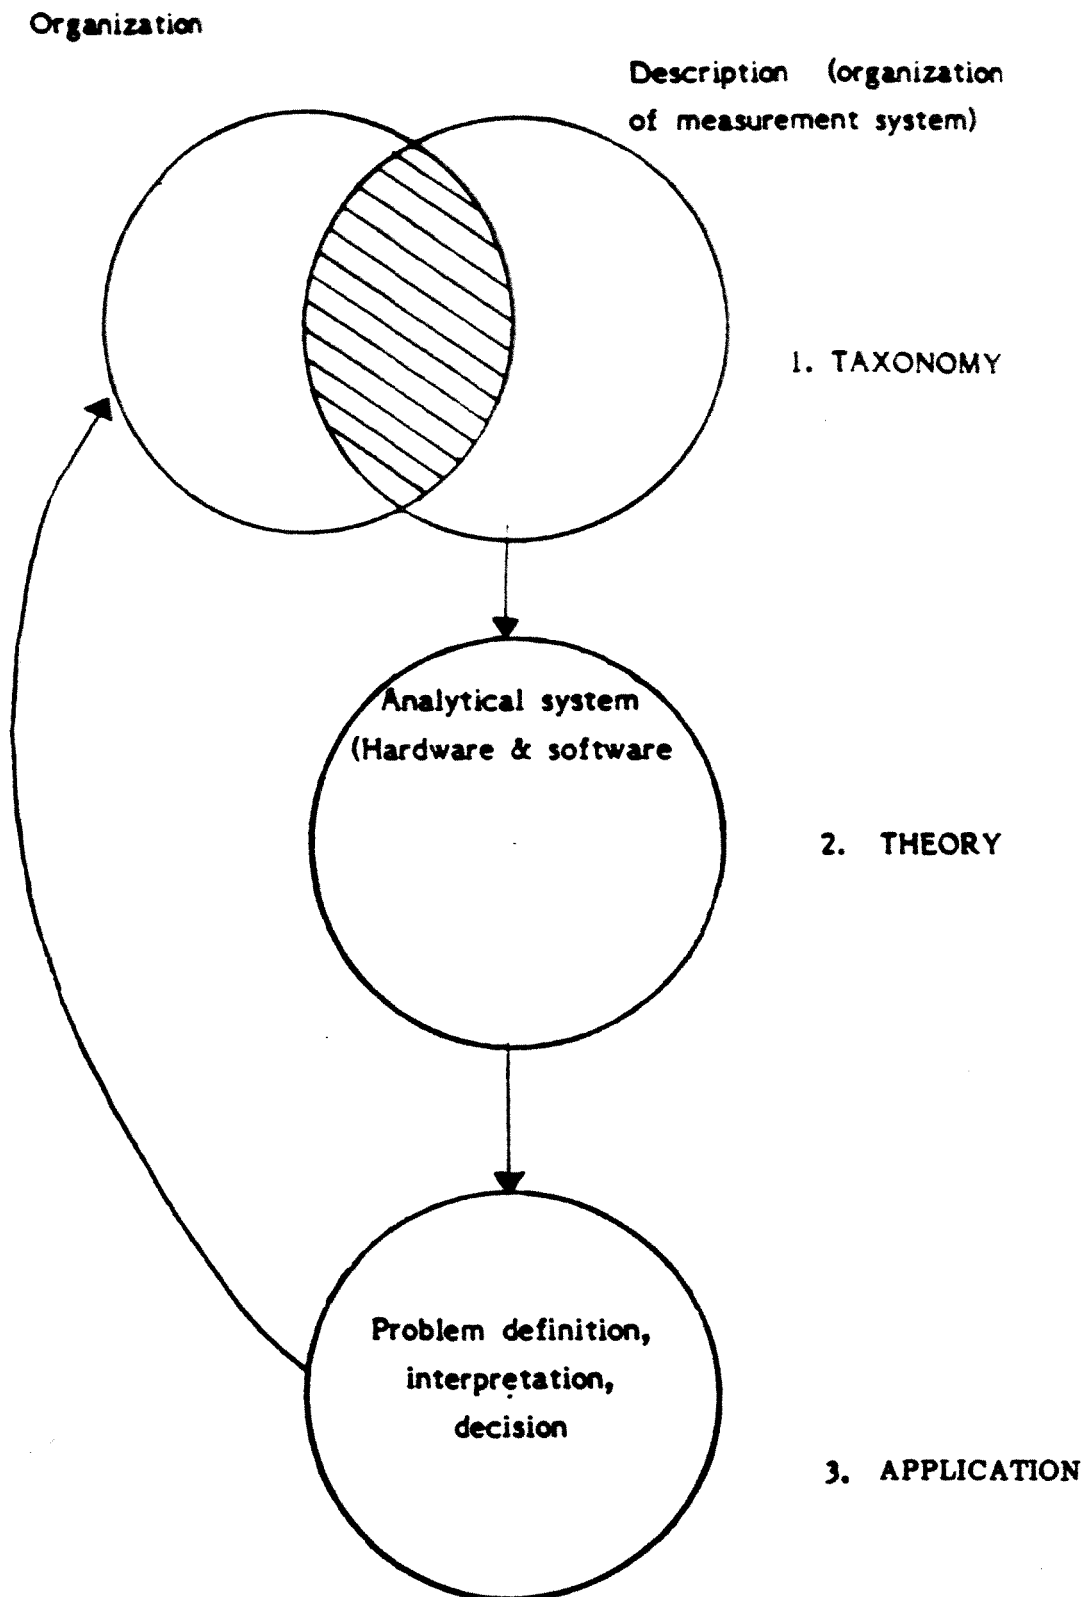 Organization
Description (organization
of measurement system)
1. TAXONOMY
Analytical system
(Hardware & software
2. THEORY
Problem definition,
interpretation,
decision
3. APPLICATION